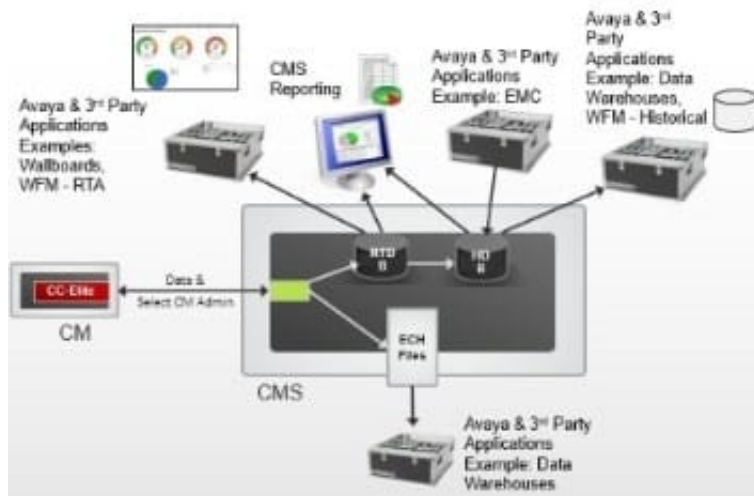 Avaya & 3rd Party
Applications
Examples:
Wallboards,
WFM - RTA
CMS
Reporting
Avaya & 3rd Party
Applications
Example: EMC
Avaya & 3rd
Party
Applications
Example: Data
Warehouses,
WFM - Historical
CC-Elite
CM
Data &
Select CM Admin
RTD
B
HD
B
ECH
Files
CMS
Avaya & 3rd Party
Applications
Example: Data
Warehouses